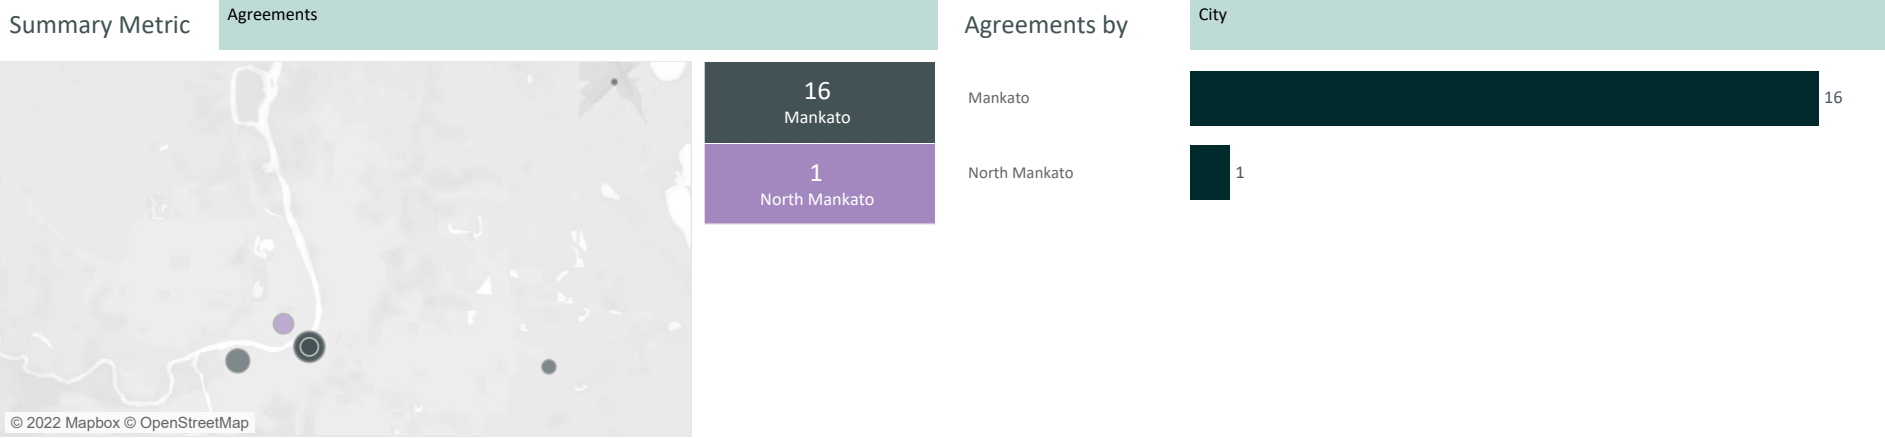 Summary Metric
Agreements
Agreements by
City
16
Mankato
1
North Mankato
Mankato
16
North Mankato
1
© 2022 Mapbox © OpenStreetMap